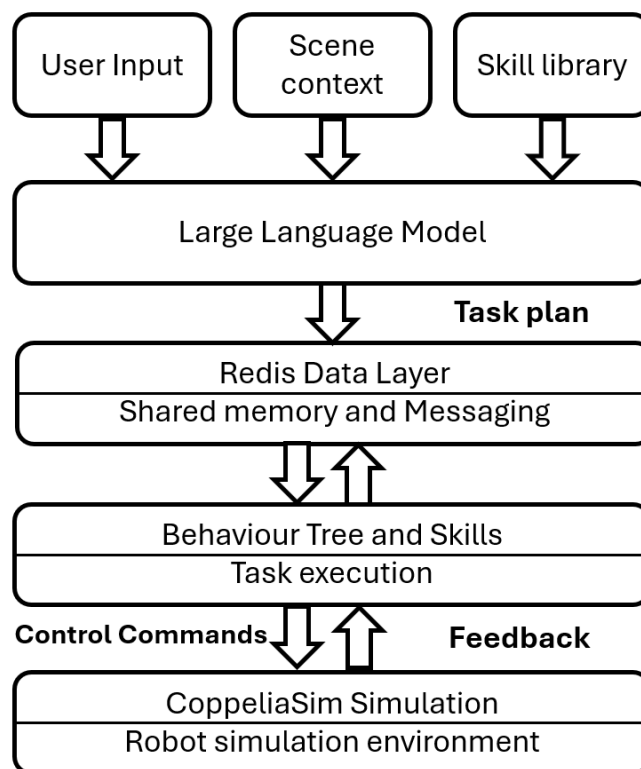 User Input
Scene
context
Skill library
Large Language Model
Task plan
Redis Data Layer
Shared memory and Messaging
Behaviour Tree and Skills
Task execution
Control Commands
Feedback
CoppeliaSim Simulation
Robot simulation environment